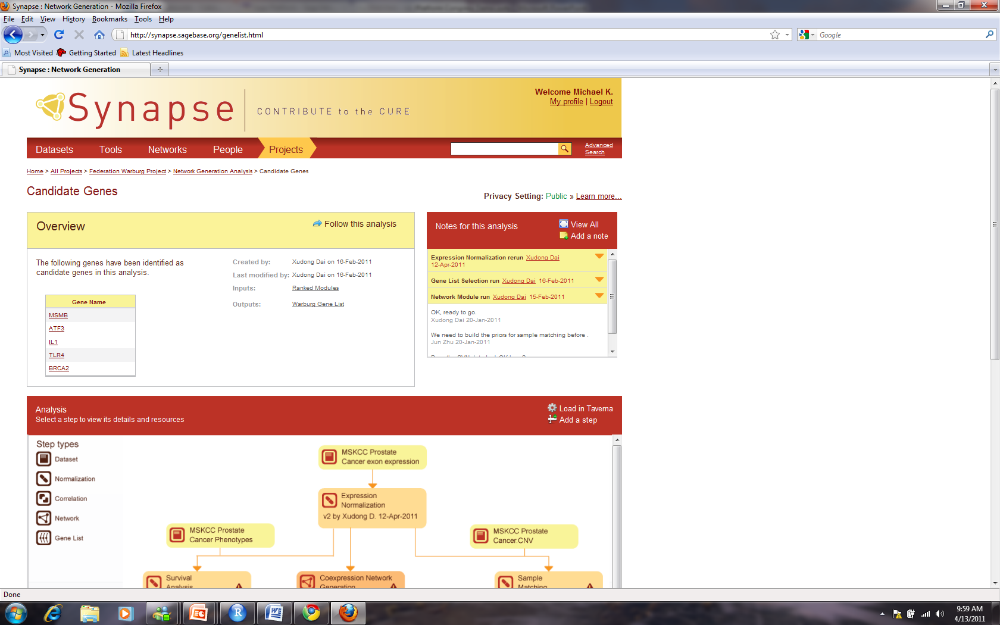 Synapse : Network Generation - Mozilla Firefox
File Edit View History Bookmarks Tools Help
http://synapse.sagebase.org/genelist.html
Google
Most Visited Getting Started Latest Headlines
Synapse : Network Generation
Synapse CONTRIBUTE to the CURE
Welcome Michael K.
My profile | Logout
Datasets Tools Networks People Projects
Advanced Search
Home > All Projects > Federation Warburg Project > Network Generation Analysis > Candidate Genes
Candidate Genes
Privacy Setting: Public » Learn more...
Overview
Follow this analysis
The following genes have been identified as
candidate genes in this analysis.
Gene Name
MSMB
ATF3
IL1
TLR4
BRCA2
Created by: Xudong Dai on 16-Feb-2011
Last modified by: Xudong Dai on 16-Feb-2011
Inputs: Ranked Modules
Outputs: Warburg Gene List
Notes for this analysis
View All
Add a note
Expression Normalization rerun Xudong Dai
12-Apr-2011
Gene List Selection run Xudong Dai 16-Feb-2011
Network Module run Xudong Dai 15-Feb-2011
OK, ready to go.
Xudong Dai 20-Jan-2011
We need to build the priors for sample matching before .
Jun Zhu 20-Jan-2011
Analysis
Select a step to view its details and resources
Load in Taverna
Add a step
Step types
Dataset
Normalization
Correlation
Network
Gene List
MSKCC Prostate
Cancer exon expression
Expression
Normalization
v2 by Xudong D. 12-Apr-2011
MSKCC Prostate
Cancer Phenotypes
MSKCC Prostate
Cancer.CNV
Survival
Analysis
Coexpression Network
Generation
Sample
Matching
Done
9:59 AM
4/13/2011